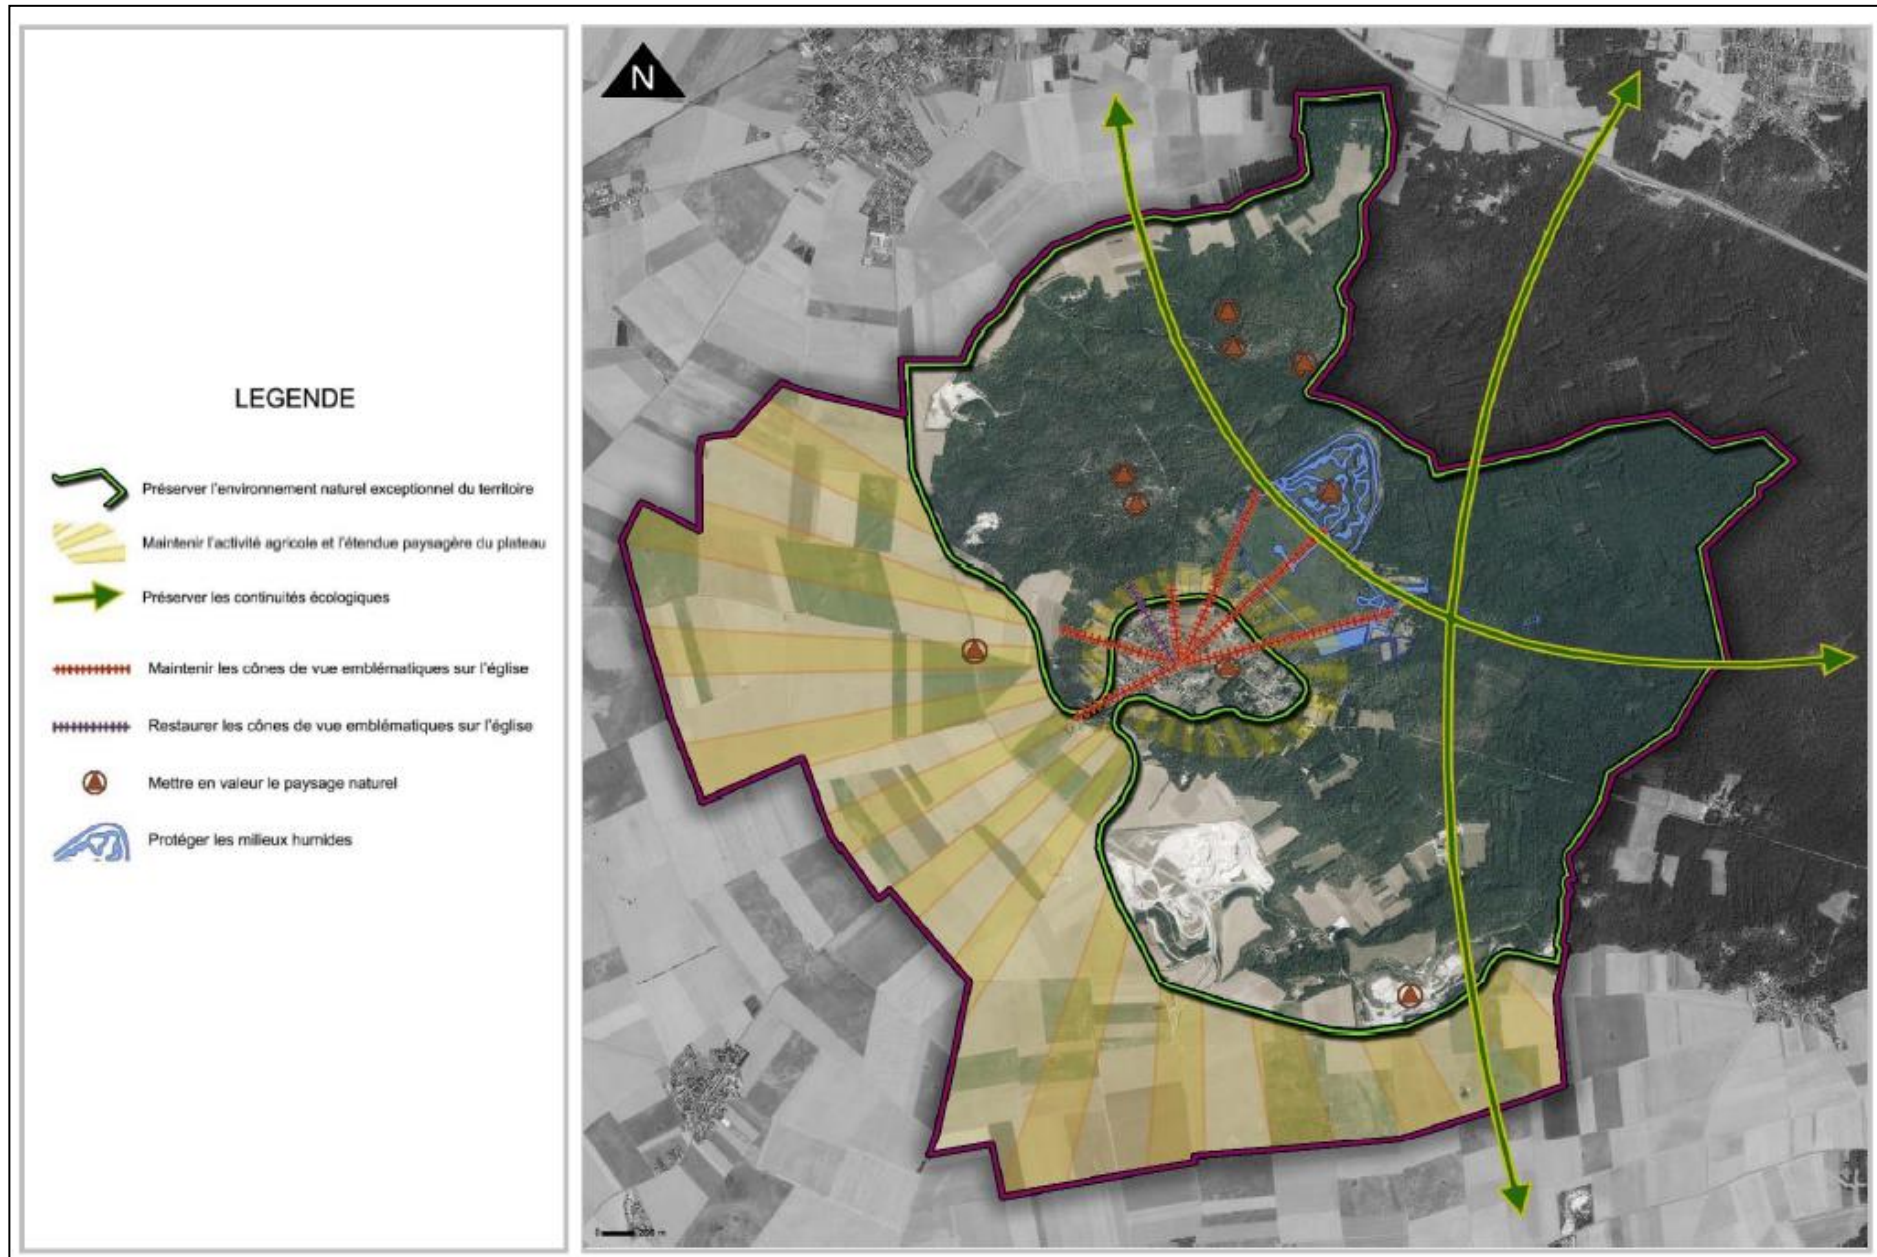 LEGENDE
Préserver l'environnement naturel exceptionnel du territoire
Maintenir l'activité agricole et l'étendue paysagère du plateau
Préserver les continuités écologiques
Maintenir les cônes de vue emblématiques sur l'église
Restaurer les cônes de vue emblématiques sur l'église
Mettre en valeur le paysage naturel
Protéger les milieux humides
N